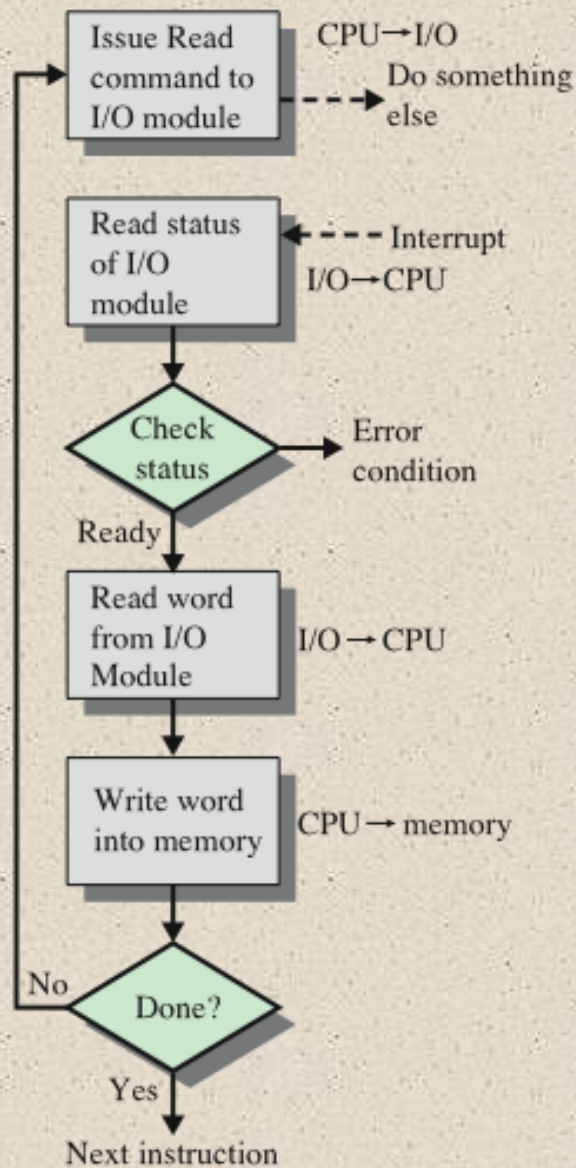 Issue Read
command to
I/O module
CPU→I/O
Do something
else
Read status
of I/O
module
Interrupt
I/O→CPU
Check
status
Error
condition
Ready
Read word
from I/O
Module
I/O→CPU
Write word
into memory
CPU→memory
Done?
No
Yes
Next instruction